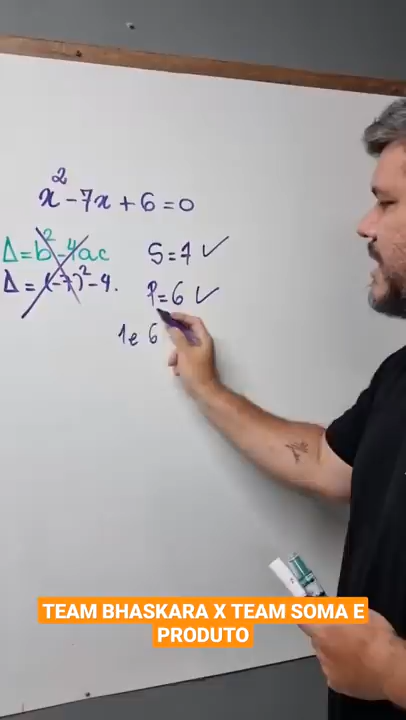 x² - 7x + 6 = 0
Δ = b² - 4ac
S = 7 ✓
Δ = (-7)² - 4.
P = 6 ✓
1 e 6
TEAM BHASKARA X TEAM SOMA E
PRODUTO